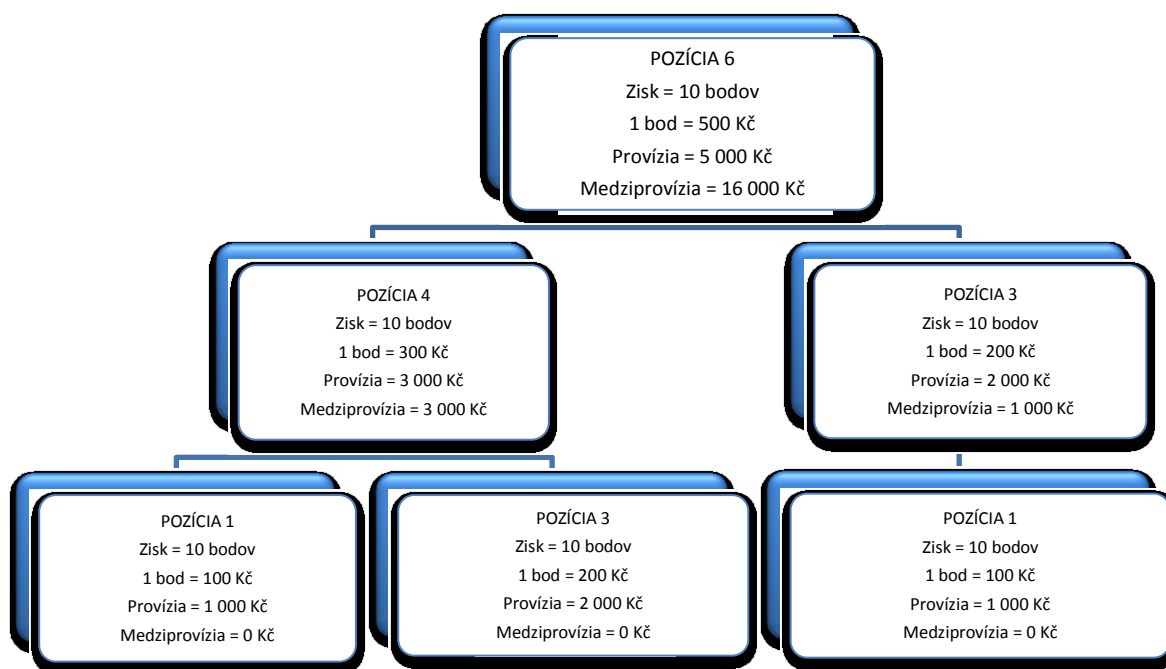 POZÍCIA 6
Zisk = 10 bodov
1 bod = 500 Kč
Provízia = 5 000 Kč
Medziprovízia = 16 000 Kč
POZÍCIA 4
Zisk = 10 bodov
1 bod = 300 Kč
Provízia = 3 000 Kč
Medziprovízia = 3 000 Kč
POZÍCIA 3
Zisk = 10 bodov
1 bod = 200 Kč
Provízia = 2 000 Kč
Medziprovízia = 1 000 Kč
POZÍCIA 1
Zisk = 10 bodov
1 bod = 100 Kč
Provízia = 1 000 Kč
Medziprovízia = 0 Kč
POZÍCIA 3
Zisk = 10 bodov
1 bod = 200 Kč
Provízia = 2 000 Kč
Medziprovízia = 0 Kč
POZÍCIA 1
Zisk = 10 bodov
1 bod = 100 Kč
Provízia = 1 000 Kč
Medziprovízia = 0 Kč